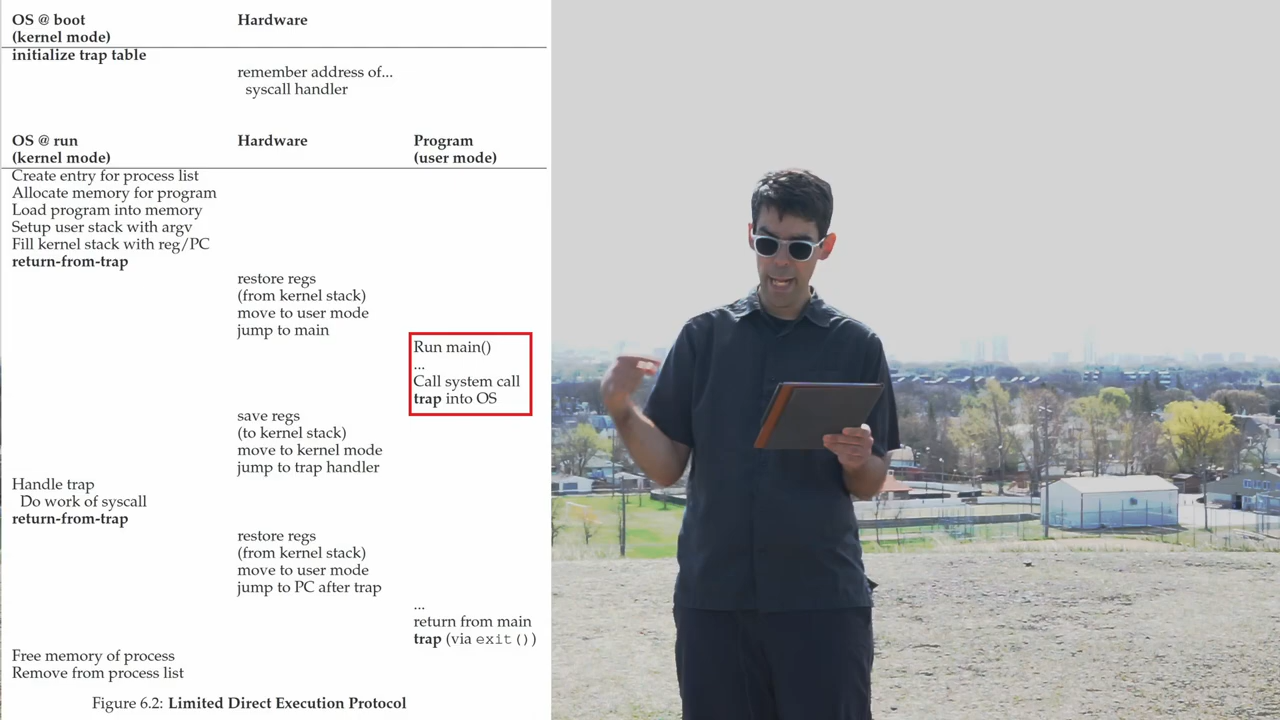 OS @ boot Hardware
(kernel mode)
initialize trap table
remember address of...
syscall handler
OS @ run Hardware Program
(kernel mode) (user mode)
Create entry for process list
Allocate memory for program
Load program into memory
Setup user stack with argv
Fill kernel stack with reg/PC
return-from-trap
restore regs
(from kernel stack)
move to user mode
jump to main
Run main()
...
Call system call
trap into OS
save regs
(to kernel stack)
move to kernel mode
jump to trap handler
Handle trap
Do work of syscall
return-from-trap
restore regs
(from kernel stack)
move to user mode
jump to PC after trap
...
return from main
trap (via exit())
Free memory of process
Remove from process list
Figure 6.2: Limited Direct Execution Protocol